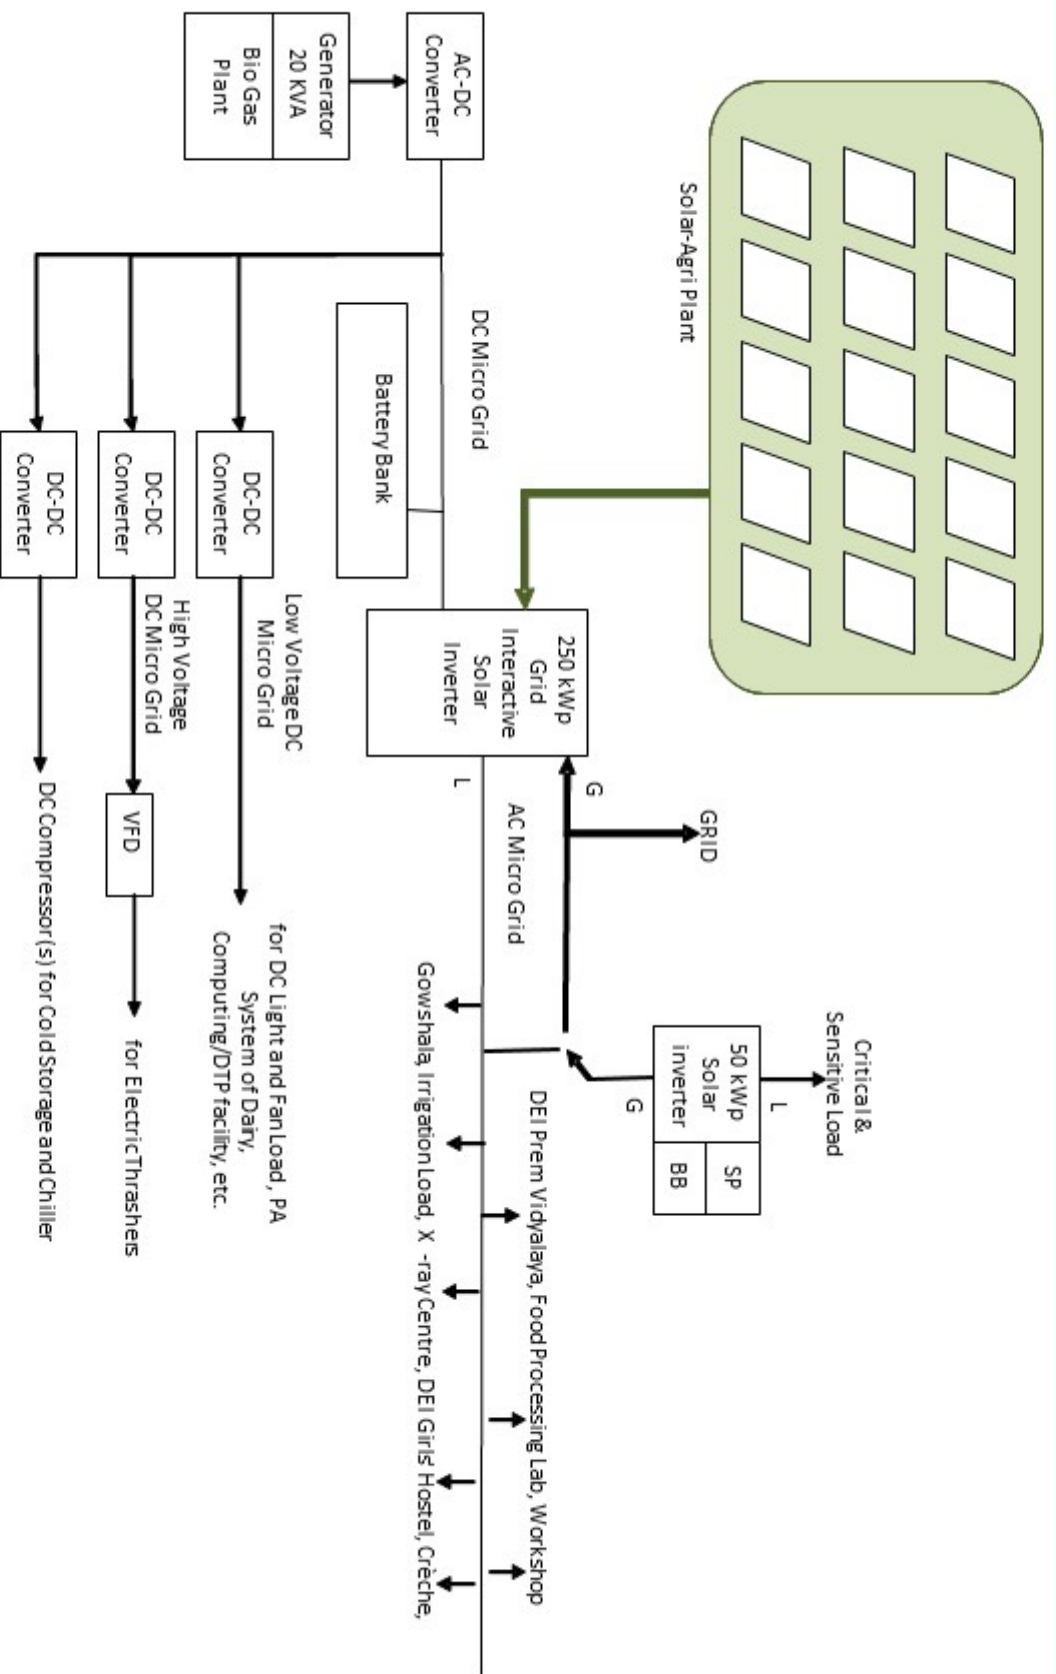 Solar-Agri Plant
AC-DC
Converter
Generator
20 KVA
Bio Gas
Plant
DC Micro Grid
Battery Bank
250 kWp
Grid
Interactive
Solar
Inverter
G
L
GRID
AC Micro Grid
Critical &
Sensitive Load
L
50 kWp
Solar
inverter
SP
BB
G
DEI Prem Vidyalaya, Food Processing Lab, Workshop
Gowshala, Irrigation Load, X -ray Centre, DEI Girls' Hostel, Crèche,
DC-DC
Converter
Low Voltage DC
Micro Grid
for DC Light and Fan Load, PA
System of Dairy,
Computing/DTP facility, etc.
DC-DC
Converter
High Voltage
DC Micro Grid
VFD
for Electric Thrashers
DC-DC
Converter
DC Compressor(s) for Cold Storage and Chiller